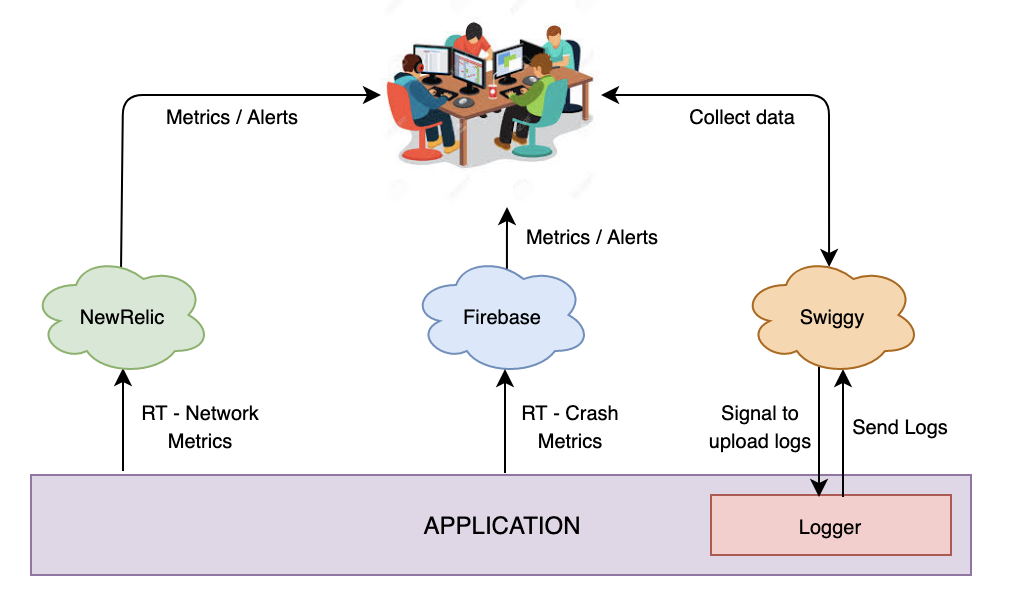 Metrics / Alerts
Collect data
Metrics / Alerts
NewRelic
Firebase
Swiggy
RT - Network
Metrics
RT - Crash
Metrics
Signal to
upload logs
Send Logs
APPLICATION
Logger